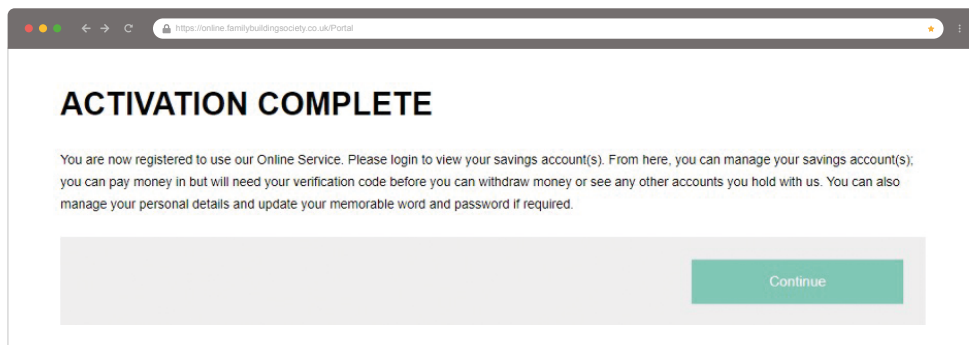 https://online.familybuildingsociety.co.uk/Portal
ACTIVATION COMPLETE
You are now registered to use our Online Service. Please login to view your savings account(s). From here, you can manage your savings account(s);
you can pay money in but will need your verification code before you can withdraw money or see any other accounts you hold with us. You can also
manage your personal details and update your memorable word and password if required.
Continue